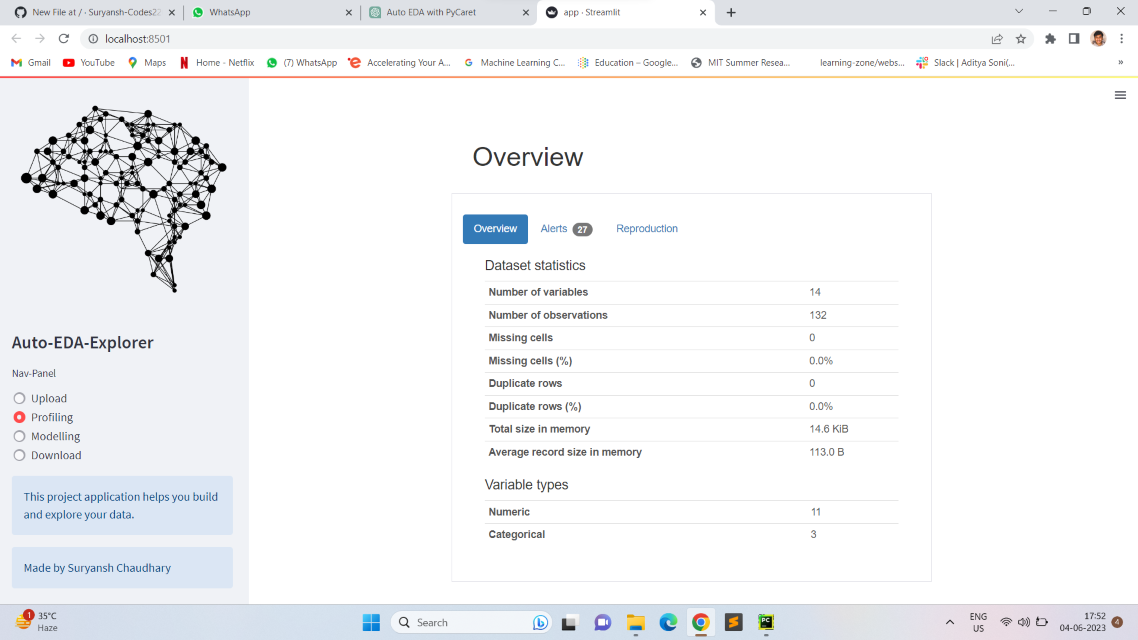 New File at / · Suryansh-Codes22
WhatsApp
Auto EDA with PyCaret
app · Streamlit
localhost:8501
Gmail
YouTube
Maps
Home - Netflix
(7) WhatsApp
Accelerating Your A...
Machine Learning C...
Education – Google...
MIT Summer Resea...
learning-zone/webs...
Slack | Aditya Soni(...
»
Auto-EDA-Explorer
Nav-Panel
Upload
Profiling
Modelling
Download
This project application helps you build
and explore your data.
Made by Suryansh Chaudhary
Overview
Overview Alerts 27 Reproduction
Dataset statistics
Number of variables 14
Number of observations 132
Missing cells 0
Missing cells (%) 0.0%
Duplicate rows 0
Duplicate rows (%) 0.0%
Total size in memory 14.6 KiB
Average record size in memory 113.0 B
Variable types
Numeric 11
Categorical 3
1
35°C
Haze
Search
PC
ENG
US
17:52
04-06-2023
4